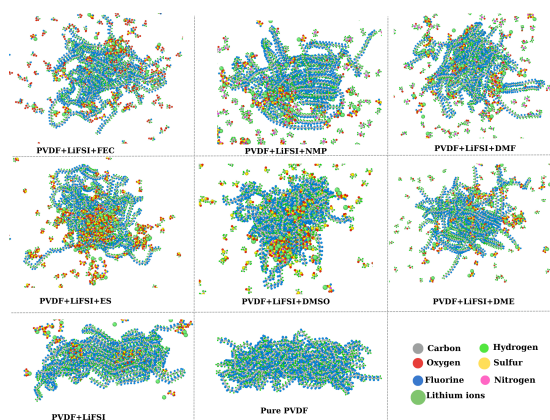 PVDF+LiFSI+FEC
PVDF+LiFSI+NMP
PVDF+LiFSI+DMF
PVDF+LiFSI+ES
PVDF+LiFSI+DMSO
PVDF+LiFSI+DME
PVDF+LiFSI
Pure PVDF
Carbon
Hydrogen
Oxygen
Sulfur
Fluorine
Nitrogen
Lithium ions